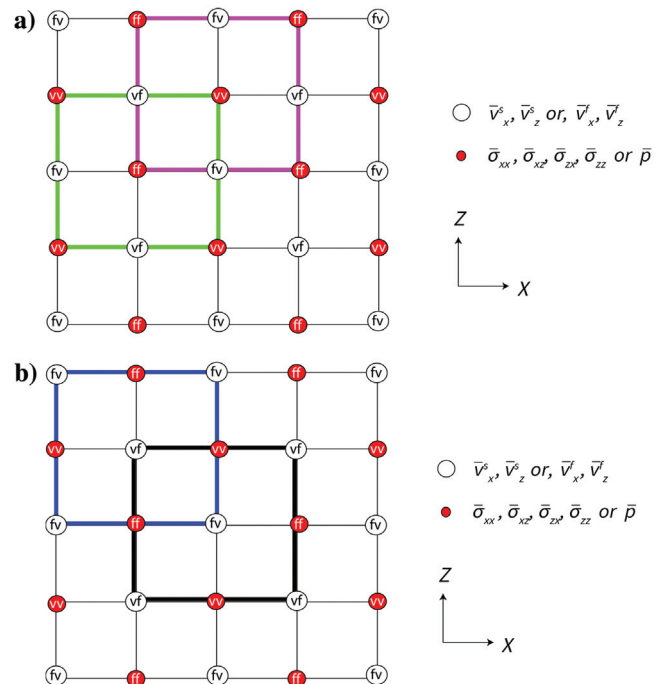 a)
fv ff fv ff fv
vv vf vv vf vv
fv ff fv ff fv
vv vf vv vf vv
fv ff fv ff fv
v̅ˢₓ, v̅ˢ_z or, v̅ᶠₓ, v̅ᶠ_z
σ̅ₓₓ, σ̅_xz, σ̅_zx, σ̅_zz or p̅
Z
X
b)
fv ff fv ff fv
vv vf vv vf vv
fv ff fv ff fv
vv vf vv vf vv
fv ff fv ff fv
v̅ˢₓ, v̅ˢ_z or, v̅ᶠₓ, v̅ᶠ_z
σ̅ₓₓ, σ̅_xz, σ̅_zx, σ̅_zz or p̅
Z
X